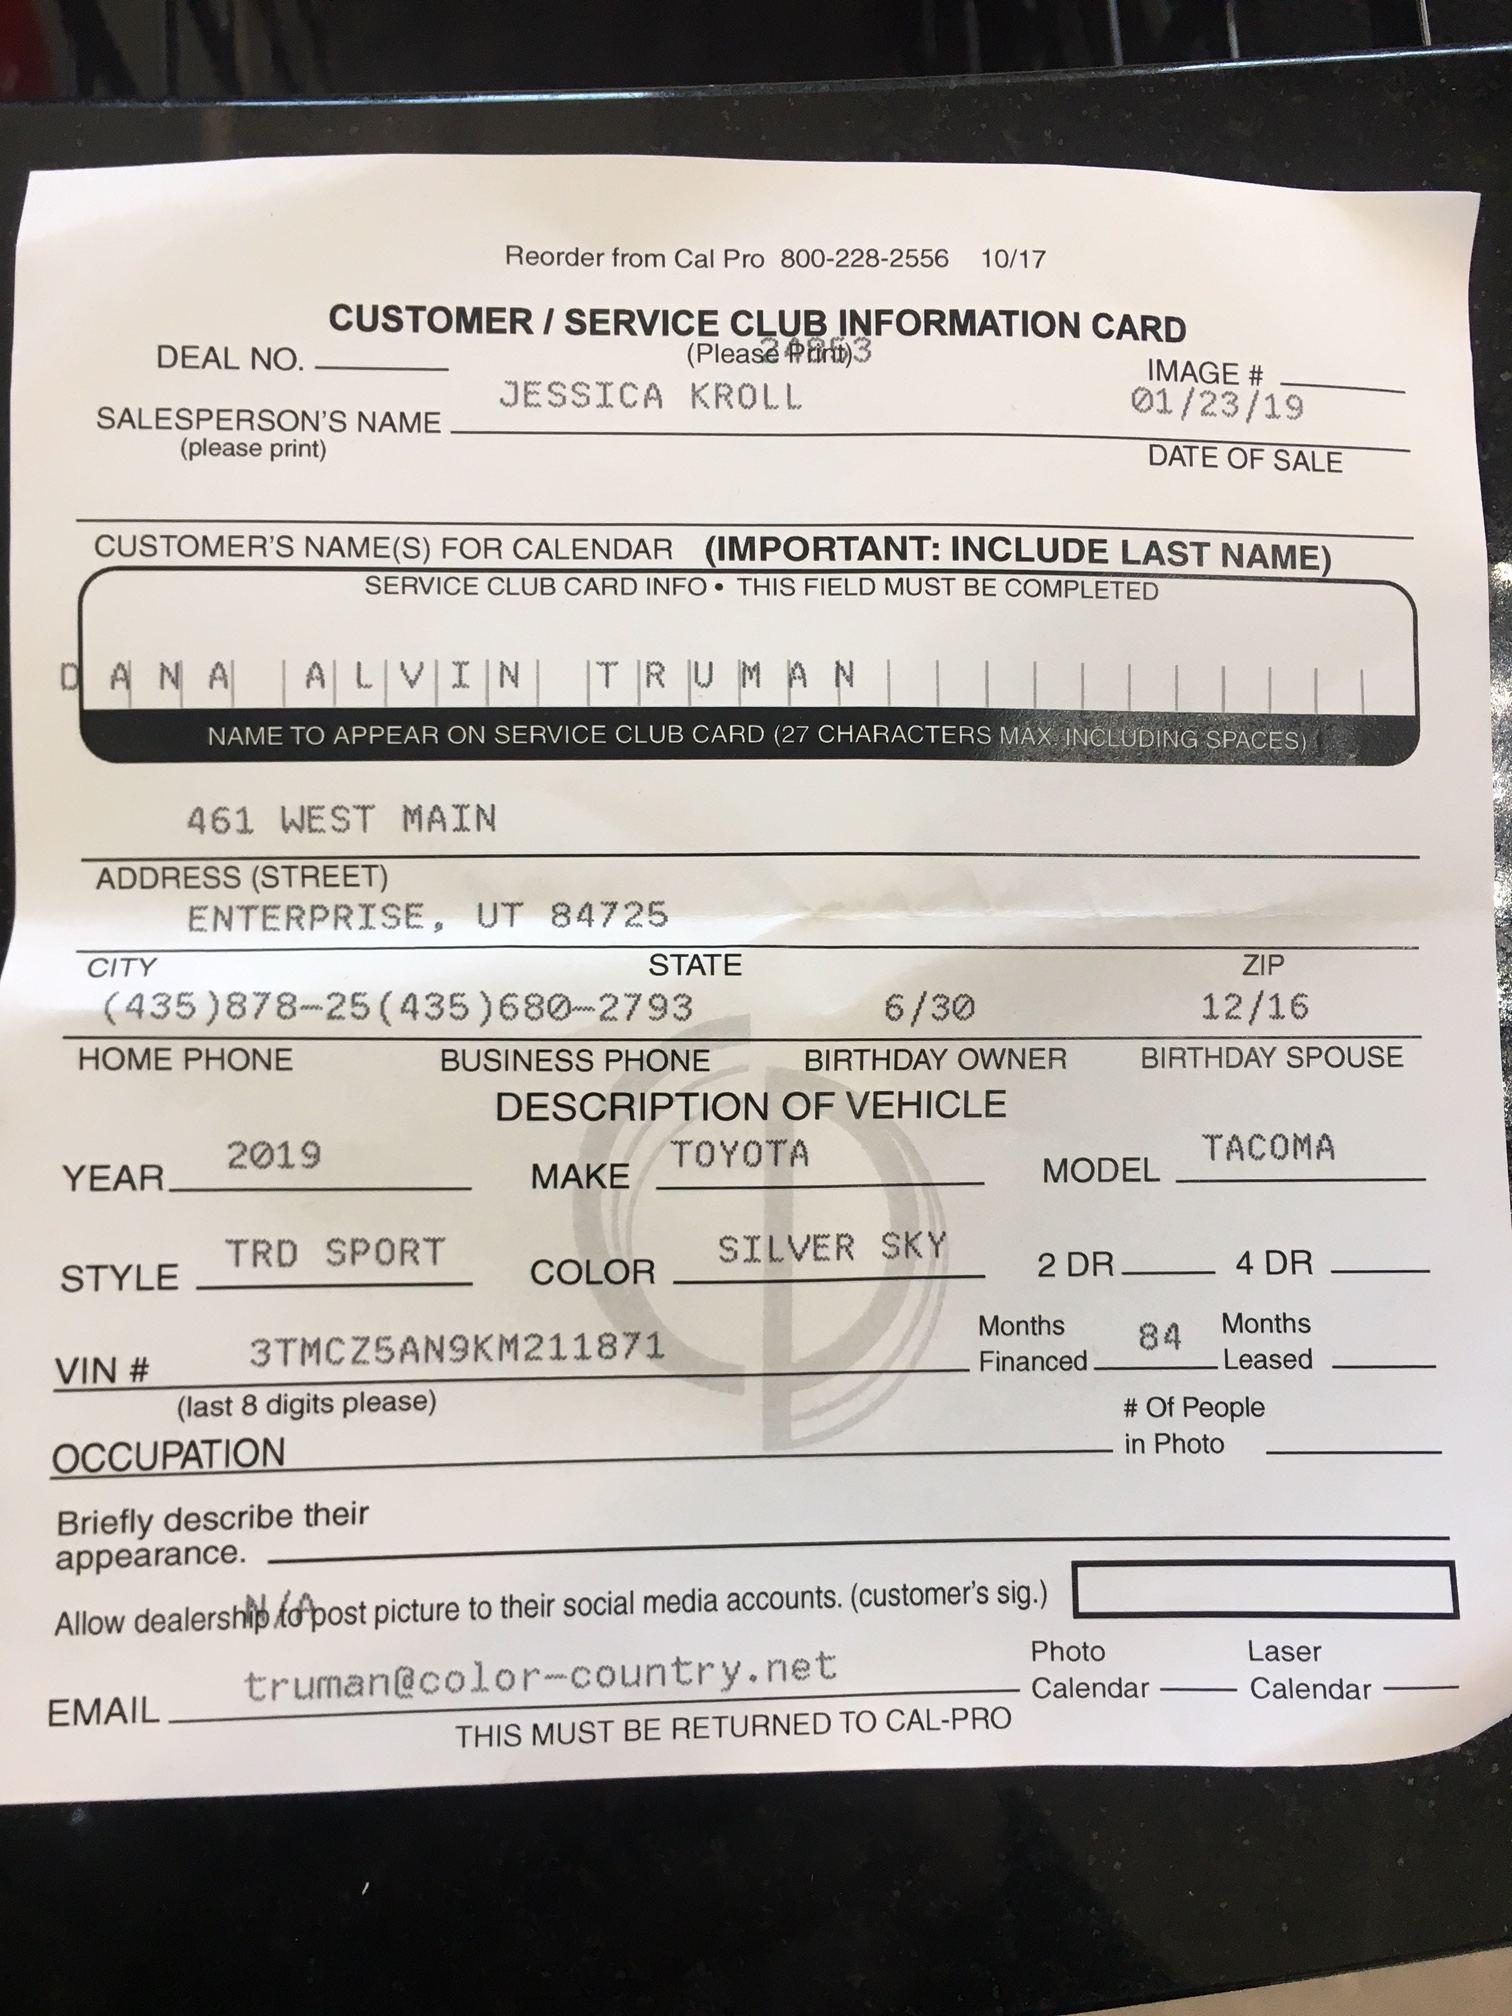 Reorder from Cal Pro 800-228-2556 10/17
CUSTOMER / SERVICE CLUB INFORMATION CARD
DEAL NO. (Please Print) IMAGE #
SALESPERSON'S NAME JESSICA KROLL 01/23/19
(please print) DATE OF SALE
CUSTOMER'S NAME(S) FOR CALENDAR (IMPORTANT: INCLUDE LAST NAME)
SERVICE CLUB CARD INFO • THIS FIELD MUST BE COMPLETED
DANA ALVIN TRUMAN
NAME TO APPEAR ON SERVICE CLUB CARD (27 CHARACTERS MAX. INCLUDING SPACES)
461 WEST MAIN
ADDRESS (STREET)
ENTERPRISE, UT 84725
CITY STATE ZIP
(435)878-25(435)680-2793 6/30 12/16
HOME PHONE BUSINESS PHONE BIRTHDAY OWNER BIRTHDAY SPOUSE
DESCRIPTION OF VEHICLE
YEAR 2019 MAKE TOYOTA MODEL TACOMA
STYLE TRD SPORT COLOR SILVER SKY 2 DR 4 DR
VIN # 3TMCZ5AN9KM211871 Months Financed 84 Months Leased
(last 8 digits please)
OCCUPATION # Of People in Photo
Briefly describe their
appearance.
N/A
Allow dealership to post picture to their social media accounts. (customer's sig.)
EMAIL truman@color-country.net Photo Calendar Laser Calendar
THIS MUST BE RETURNED TO CAL-PRO